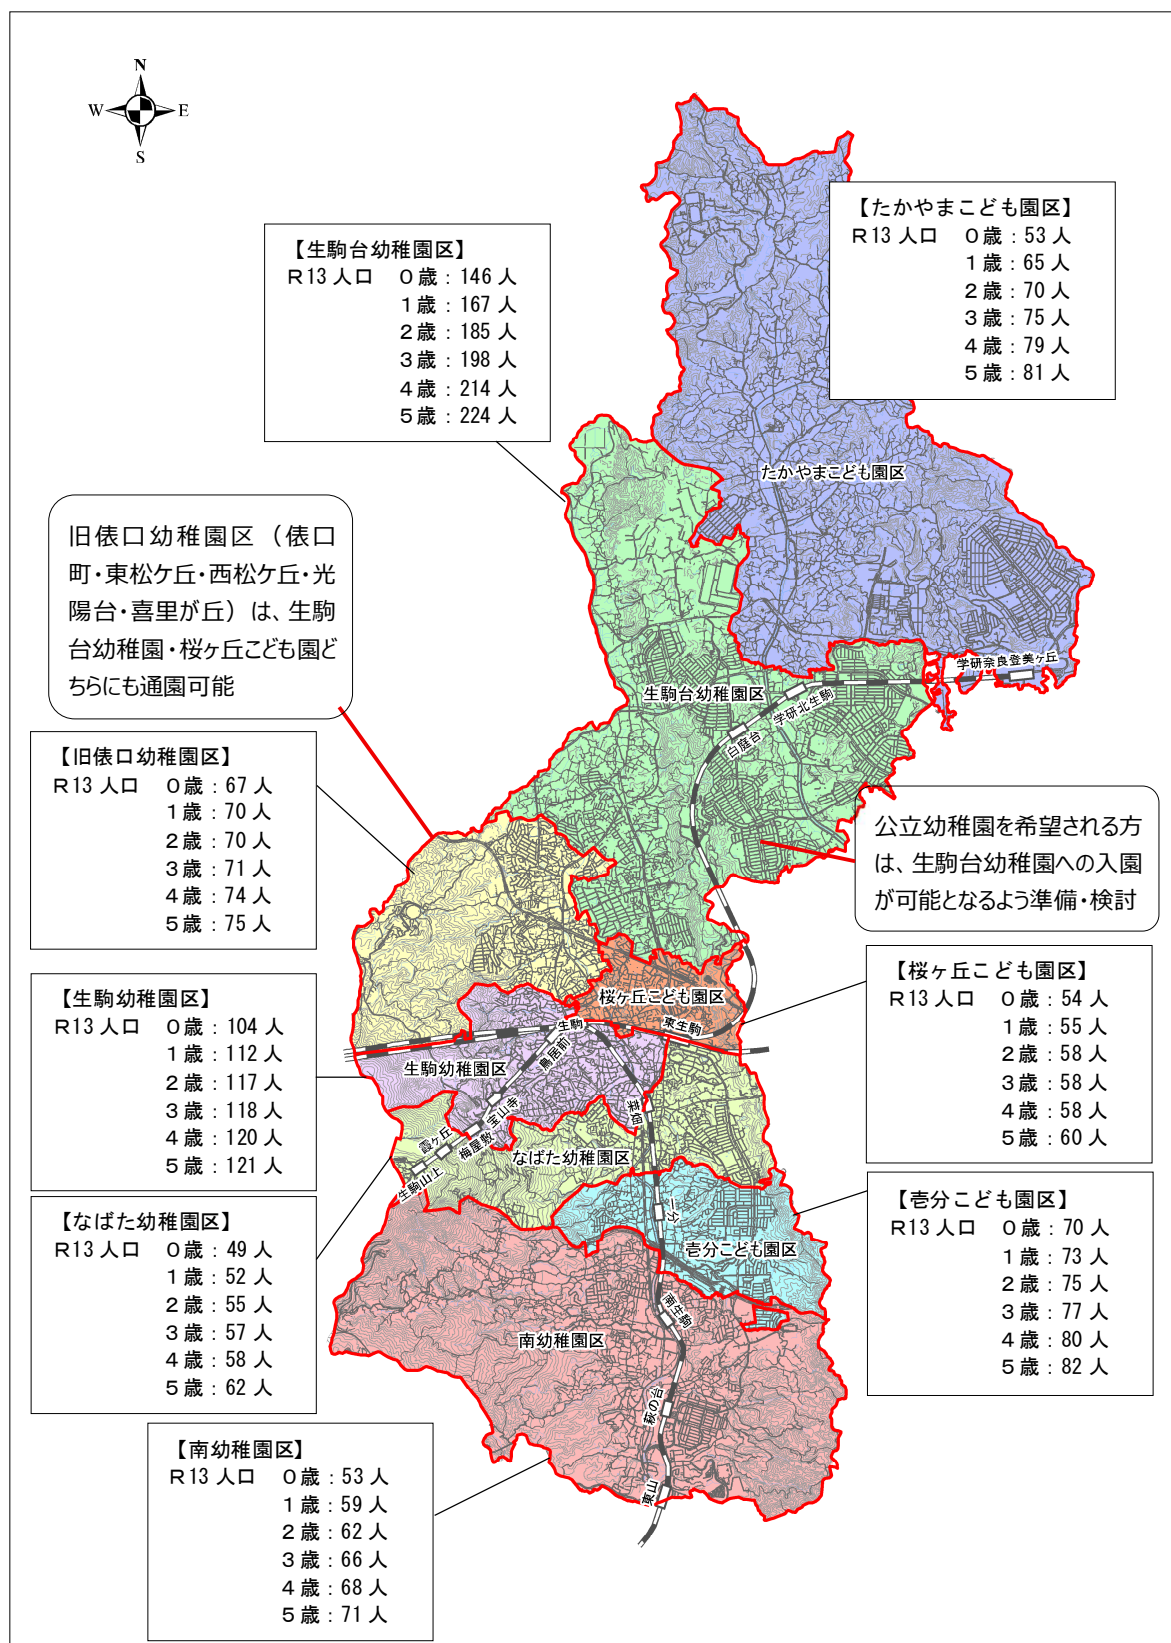 N
W
E
S
【たかやまこども園区】
R13 人口　0歳：53 人
1歳：65 人
2歳：70 人
3歳：75 人
4歳：79 人
5歳：81 人
【生駒台幼稚園区】
R13 人口　0歳：146 人
1歳：167 人
2歳：185 人
3歳：198 人
4歳：214 人
5歳：224 人
たかやまこども園区
旧俵口幼稚園区（俵口
町・東松ケ丘・西松ケ丘・光
陽台・喜里が丘）は、生駒
台幼稚園・桜ヶ丘こども園ど
ちらにも通園可能
学研奈良登美ヶ丘
生駒台幼稚園区
学研北生駒
白庭台
【旧俵口幼稚園区】
R13 人口　0歳：67 人
1歳：70 人
2歳：70 人
3歳：71 人
4歳：74 人
5歳：75 人
公立幼稚園を希望される方
は、生駒台幼稚園への入園
が可能となるよう準備・検討
【桜ヶ丘こども園区】
R13 人口　0歳：54 人
1歳：55 人
2歳：58 人
3歳：58 人
4歳：58 人
5歳：60 人
桜ヶ丘こども園区
生駒
東生駒
鳥居前
【生駒幼稚園区】
R13 人口　0歳：104 人
1歳：112 人
2歳：117 人
3歳：118 人
4歳：120 人
5歳：121 人
生駒幼稚園区
宝山寺
菜畑
梅屋敷
霞ヶ丘
生駒山上
なばた幼稚園区
【なばた幼稚園区】
R13 人口　0歳：49 人
1歳：52 人
2歳：55 人
3歳：57 人
4歳：58 人
5歳：62 人
【壱分こども園区】
R13 人口　0歳：70 人
1歳：73 人
2歳：75 人
3歳：77 人
4歳：80 人
5歳：82 人
一分
壱分こども園区
南生駒
南幼稚園区
萩の台
東山
【南幼稚園区】
R13 人口　0歳：53 人
1歳：59 人
2歳：62 人
3歳：66 人
4歳：68 人
5歳：71 人